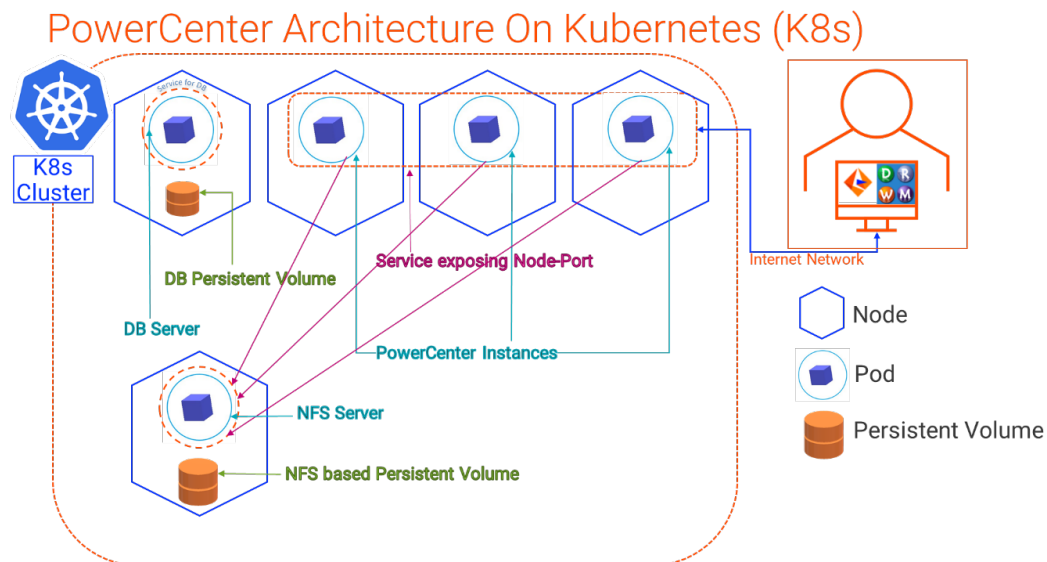 PowerCenter Architecture On Kubernetes (K8s)
Service for DB
K8s
Cluster
D R
W M
DB Persistent Volume
Service exposing Node-Port
Internet Network
DB Server
PowerCenter Instances
Node
Pod
NFS Server
Persistent Volume
NFS based Persistent Volume